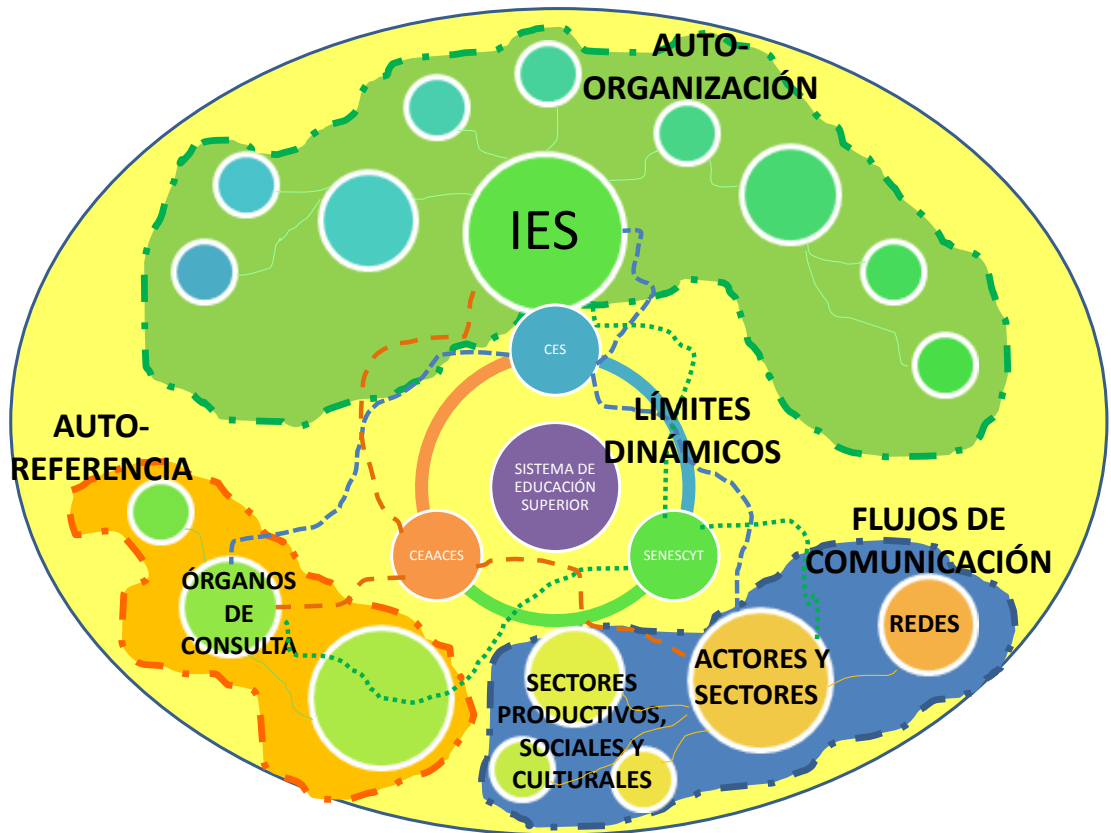 AUTO-
ORGANIZACIÓN
IES
CES
LÍMITES
DINÁMICOS
AUTO-
REFERENCIA
SISTEMA DE
EDUCACIÓN
SUPERIOR
CEAACES
SENESCYT
FLUJOS DE
COMUNICACIÓN
ÓRGANOS
DE
CONSULTA
REDES
ACTORES Y
SECTORES
SECTORES
PRODUCTIVOS,
SOCIALES Y
CULTURALES